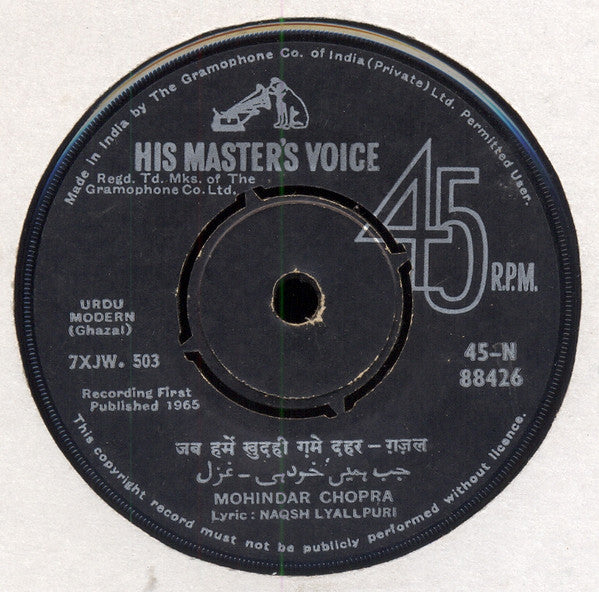 Made in India by The Gramophone Co. of India (Private) Ltd. Permitted User.
HIS MASTER'S VOICE
Regd. Td. Mks. of The
Gramophone Co. Ltd.
45 R.P.M.
URDU
MODERN
(Ghazal)
7XJW. 503
45-N
88426
Recording First
Published 1965
जब हमें खुदही ग़मे दहर - ग़ज़ल
جب ہمیں خود ہی - غزل
MOHINDAR CHOPRA
Lyric : NAQSH LYALLPURI
This copyright record must not be publicly performed without licence.